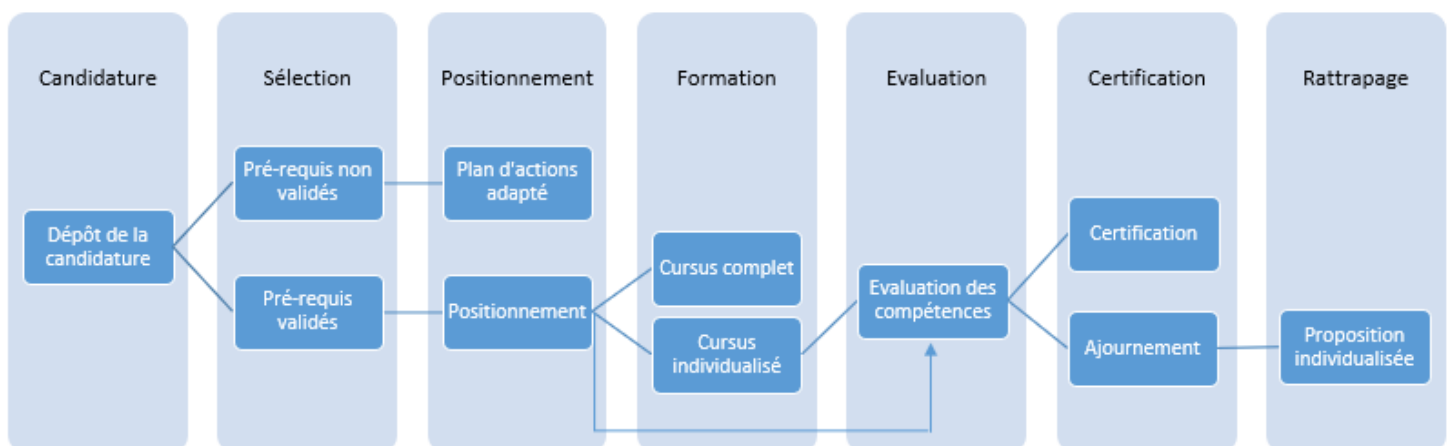 Candidature
Sélection
Positionnement
Formation
Evaluation
Certification
Rattrapage
Dépôt de la
candidature
Pré-requis non
validés
Pré-requis
validés
Plan d'actions
adapté
Positionnement
Cursus complet
Cursus
individualisé
Evaluation des
compétences
Certification
Ajournement
Proposition
individualisée